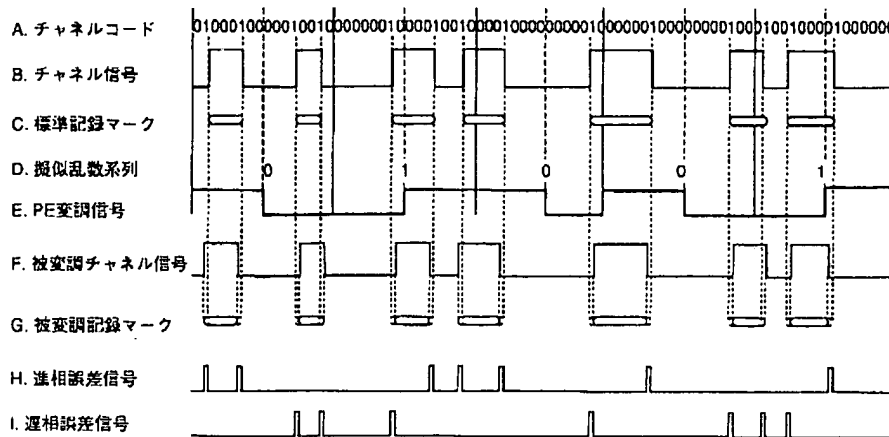 A. チャネルコード
B. チャネル信号
C. 標準記録マーク
D.擬似乱数系列 0 1 0 0 1
E. PE変調信号
F. 被変調チャネル信号
G. 被変調記録マーク
H. 進相誤差信号
I. 遅相誤差信号